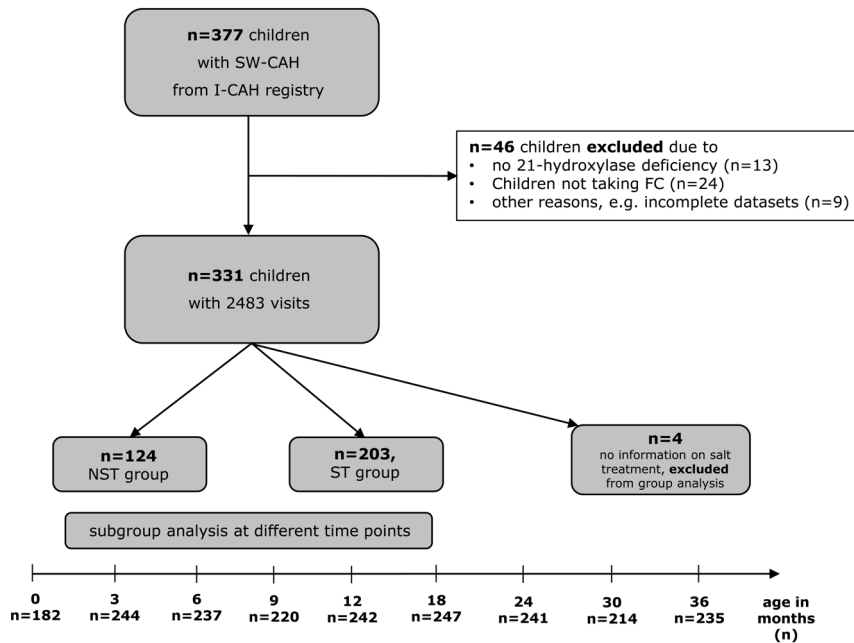 n=377 children
with SW-CAH
from I-CAH registry
n=46 children excluded due to
• no 21-hydroxylase deficiency (n=13)
• Children not taking FC (n=24)
• other reasons, e.g. incomplete datasets (n=9)
n=331 children
with 2483 visits
n=124
NST group
n=203,
ST group
n=4
no information on salt
treatment, excluded
from group analysis
subgroup analysis at different time points
0 3 6 9 12 18 24 30 36 age in
n=182 n=244 n=237 n=220 n=242 n=247 n=241 n=214 n=235 months
(n)